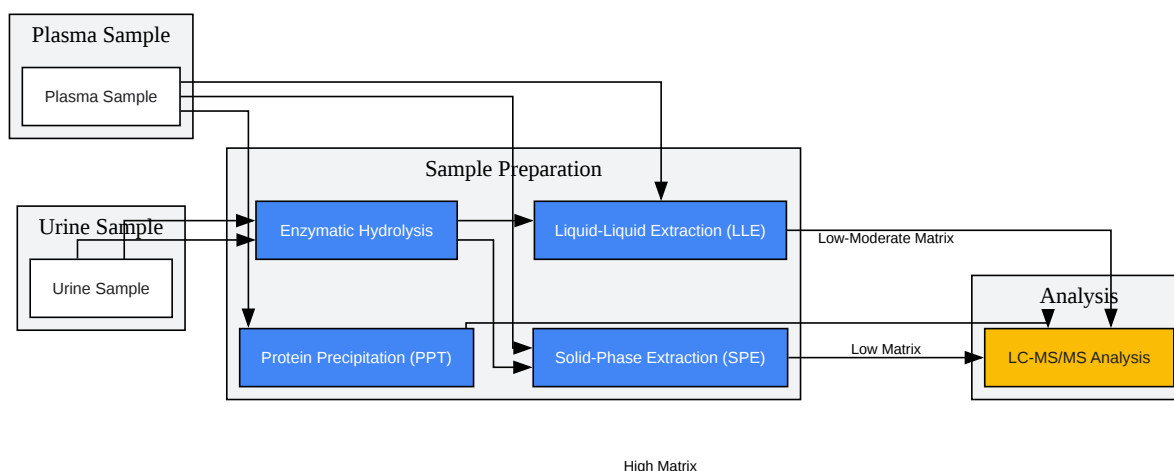 Plasma Sample
Plasma Sample
Sample Preparation
Urine Sample
Enzymatic Hydrolysis
Liquid-Liquid Extraction (LLE)
Low-Moderate Matrix
Urine Sample
Analysis
Protein Precipitation (PPT)
Solid-Phase Extraction (SPE)
Low Matrix
LC-MS/MS Analysis
High Matrix